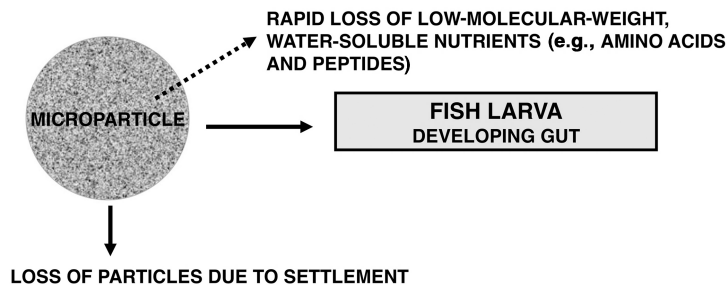 RAPID LOSS OF LOW-MOLECULAR-WEIGHT,
WATER-SOLUBLE NUTRIENTS (e.g., AMINO ACIDS
AND PEPTIDES)
MICROPARTICLE
FISH LARVA
DEVELOPING GUT
LOSS OF PARTICLES DUE TO SETTLEMENT